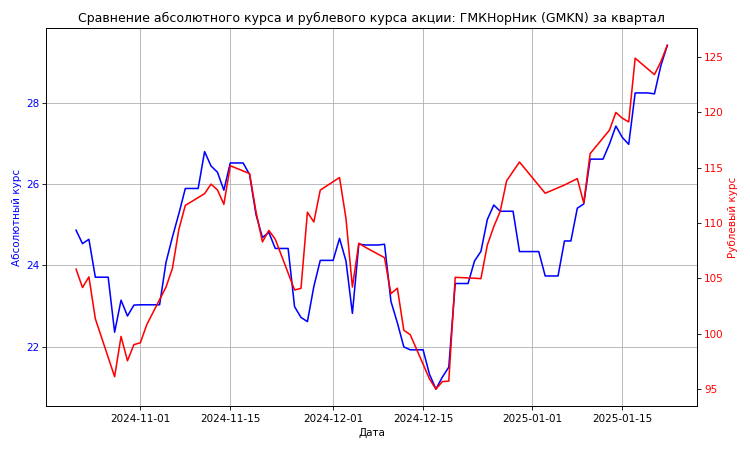 Сравнение абсолютного курса и рублевого курса акции: ГМКНорНик (GMKN) за квартал
Абсолютный курс
28
26
24
22
125
120
115
110
105
100
95
Рублевый курс
2024-11-01 2024-11-15 2024-12-01 2024-12-15 2025-01-01 2025-01-15
Дата